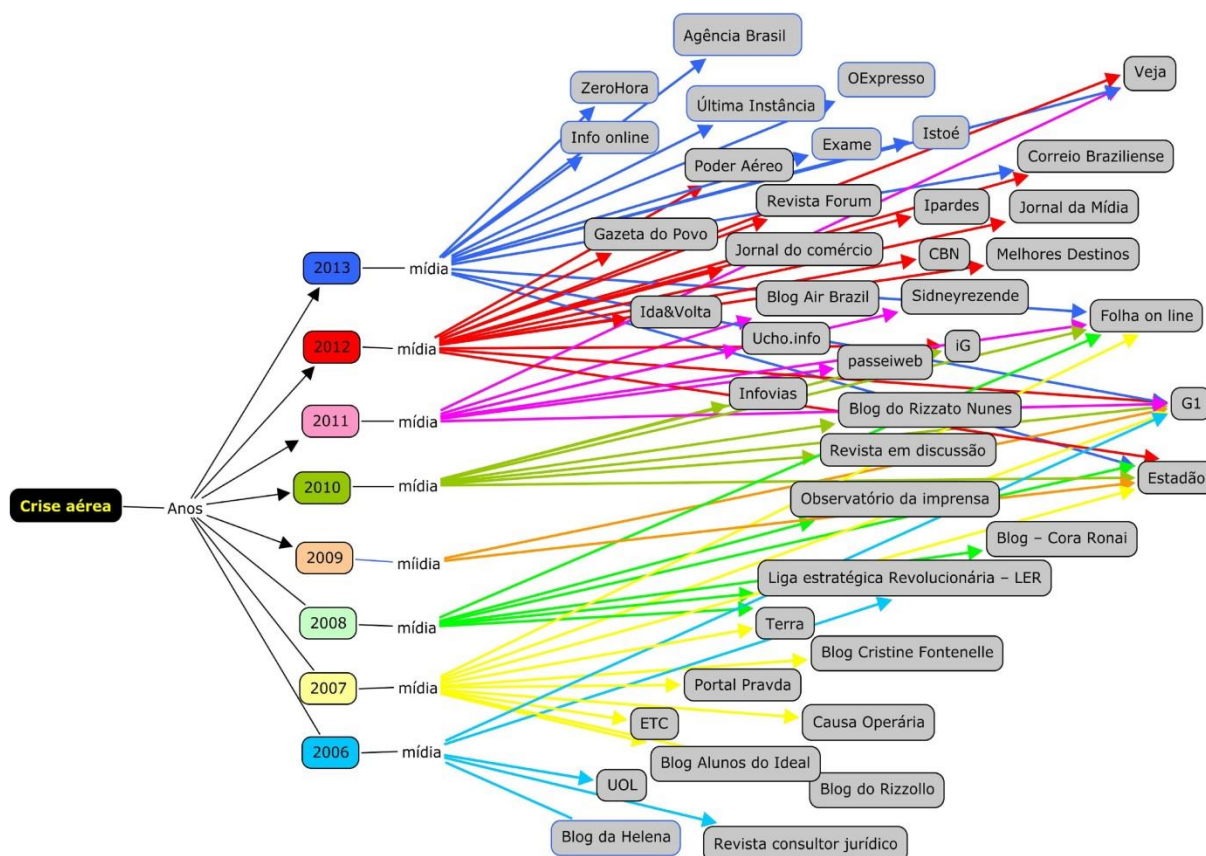 Agência Brasil
Veja
ZeroHora
OExpresso
Última Instância
Info online
Istoé
Exame
Correio Braziliense
Poder Aéreo
Revista Forum
Ipardes
Jornal da Mídia
Gazeta do Povo
Jornal do comércio
CBN
Melhores Destinos
2013
mídia
Blog Air Brazil
Sidneyrezende
Ida&Volta
Folha on line
Ucho.info
iG
2012
mídia
passeiweb
Infovias
Blog do Rizzato Nunes
G1
2011
mídia
Revista em discussão
Estadão
2010
mídia
Observatório da imprensa
Crise aérea
Anos
Blog – Cora Ronai
2009
míidia
Liga estratégica Revolucionária – LER
2008
mídia
Terra
Blog Cristine Fontenelle
2007
mídia
Portal Pravda
ETC
Causa Operária
2006
mídia
Blog Alunos do Ideal
UOL
Blog do Rizzollo
Blog da Helena
Revista consultor jurídico